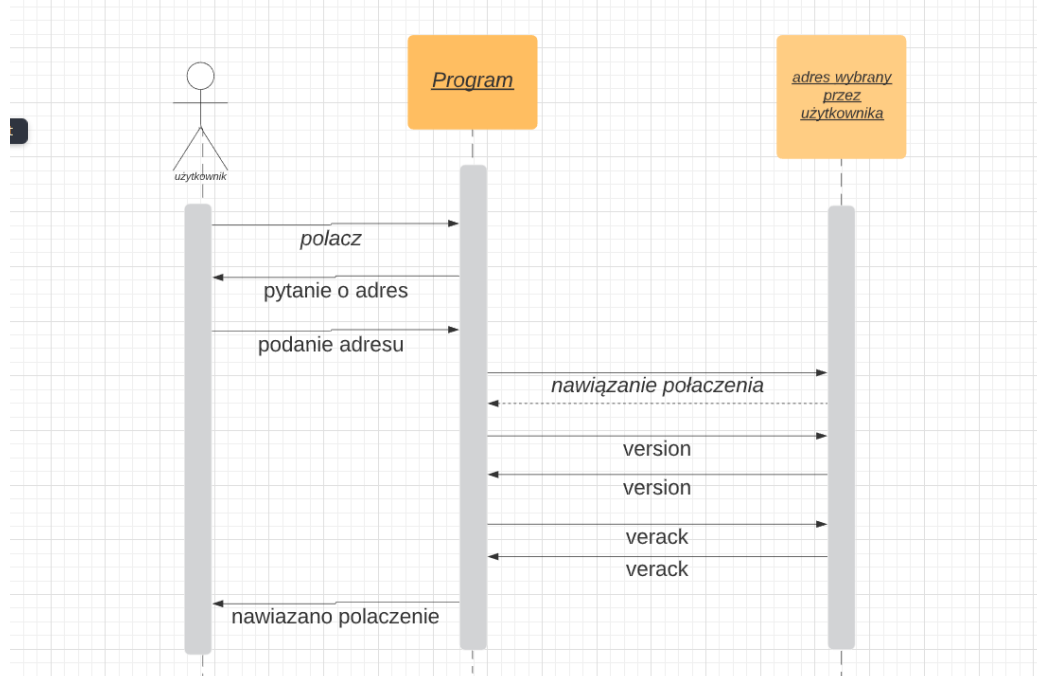 Program
adres wybrany
przez
użytkownika
użytkownik
polacz
pytanie o adres
podanie adresu
nawiązanie połaczenia
version
version
verack
verack
nawiazano polaczenie